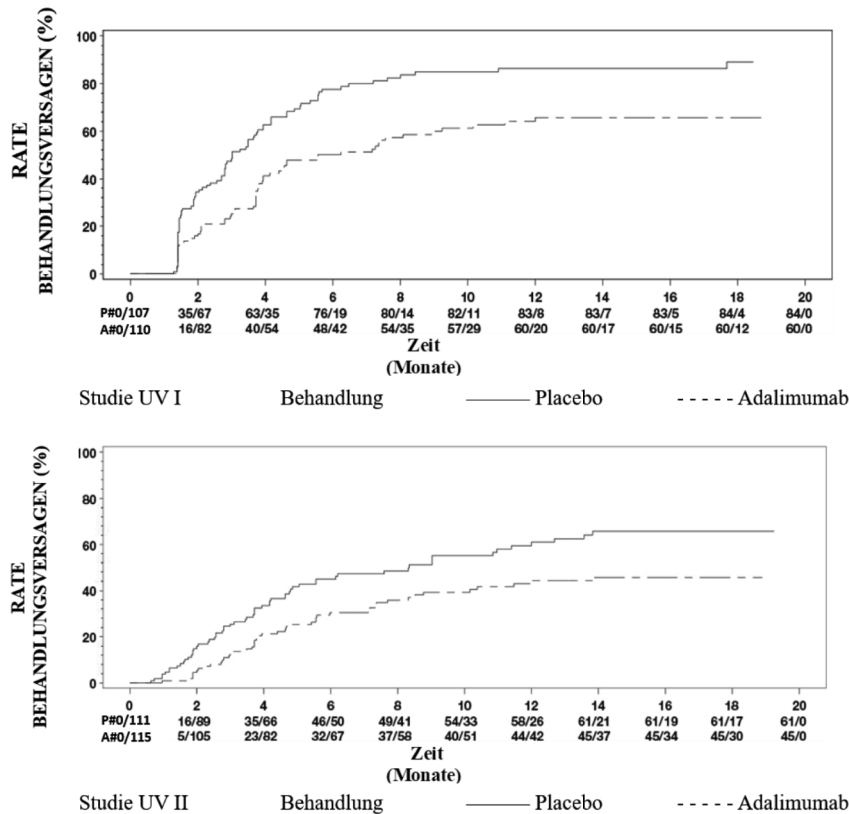 RATE
BEHANDLUNGSVERSAGEN (%)
100
80
60
40
20
0
0 2 4 6 8 10 12 14 16 18 20
P#0/107 35/67 63/35 76/19 80/14 82/11 83/8 83/7 83/5 84/4 84/0
A#0/110 16/82 40/54 48/42 54/35 57/29 60/20 60/17 60/15 60/12 60/0
Zeit
(Monate)
Studie UV I Behandlung Placebo Adalimumab
RATE
BEHANDLUNGSVERSAGEN (%)
100
80
60
40
20
0
0 2 4 6 8 10 12 14 16 18 20
P#0/111 16/89 35/66 46/50 49/41 54/33 58/26 61/21 61/19 61/17 61/0
A#0/115 5/105 23/82 32/67 37/58 40/51 44/42 45/37 45/34 45/30 45/0
Zeit
(Monate)
Studie UV II Behandlung Placebo Adalimumab